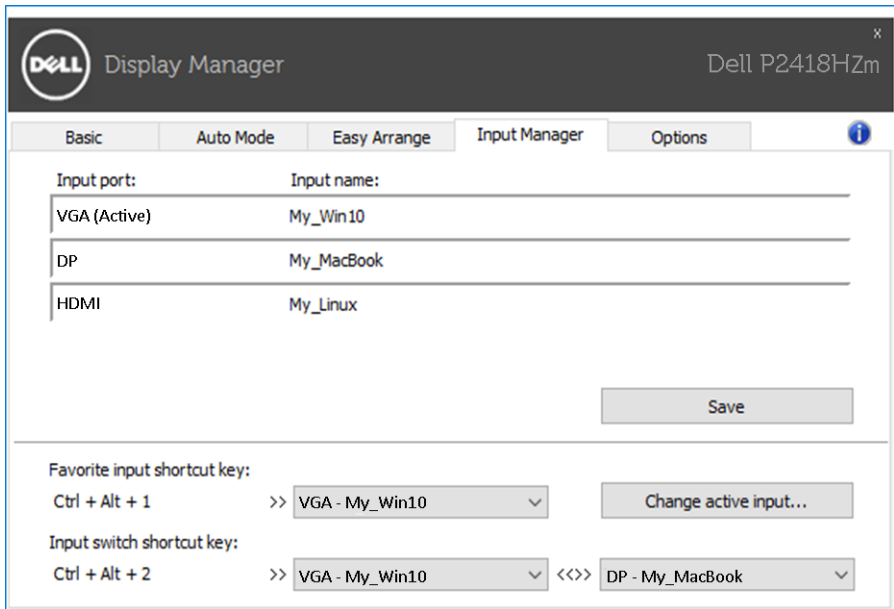 x
DELL Display Manager Dell P2418HZm
Basic Auto Mode Easy Arrange Input Manager Options i
Input port: Input name:
VGA (Active) My_Win10
DP My_MacBook
HDMI My_Linux
Save
Favorite input shortcut key:
Ctrl + Alt + 1 >> VGA - My_Win10 Change active input...
Input switch shortcut key:
Ctrl + Alt + 2 >> VGA - My_Win10 <<>> DP - My_MacBook